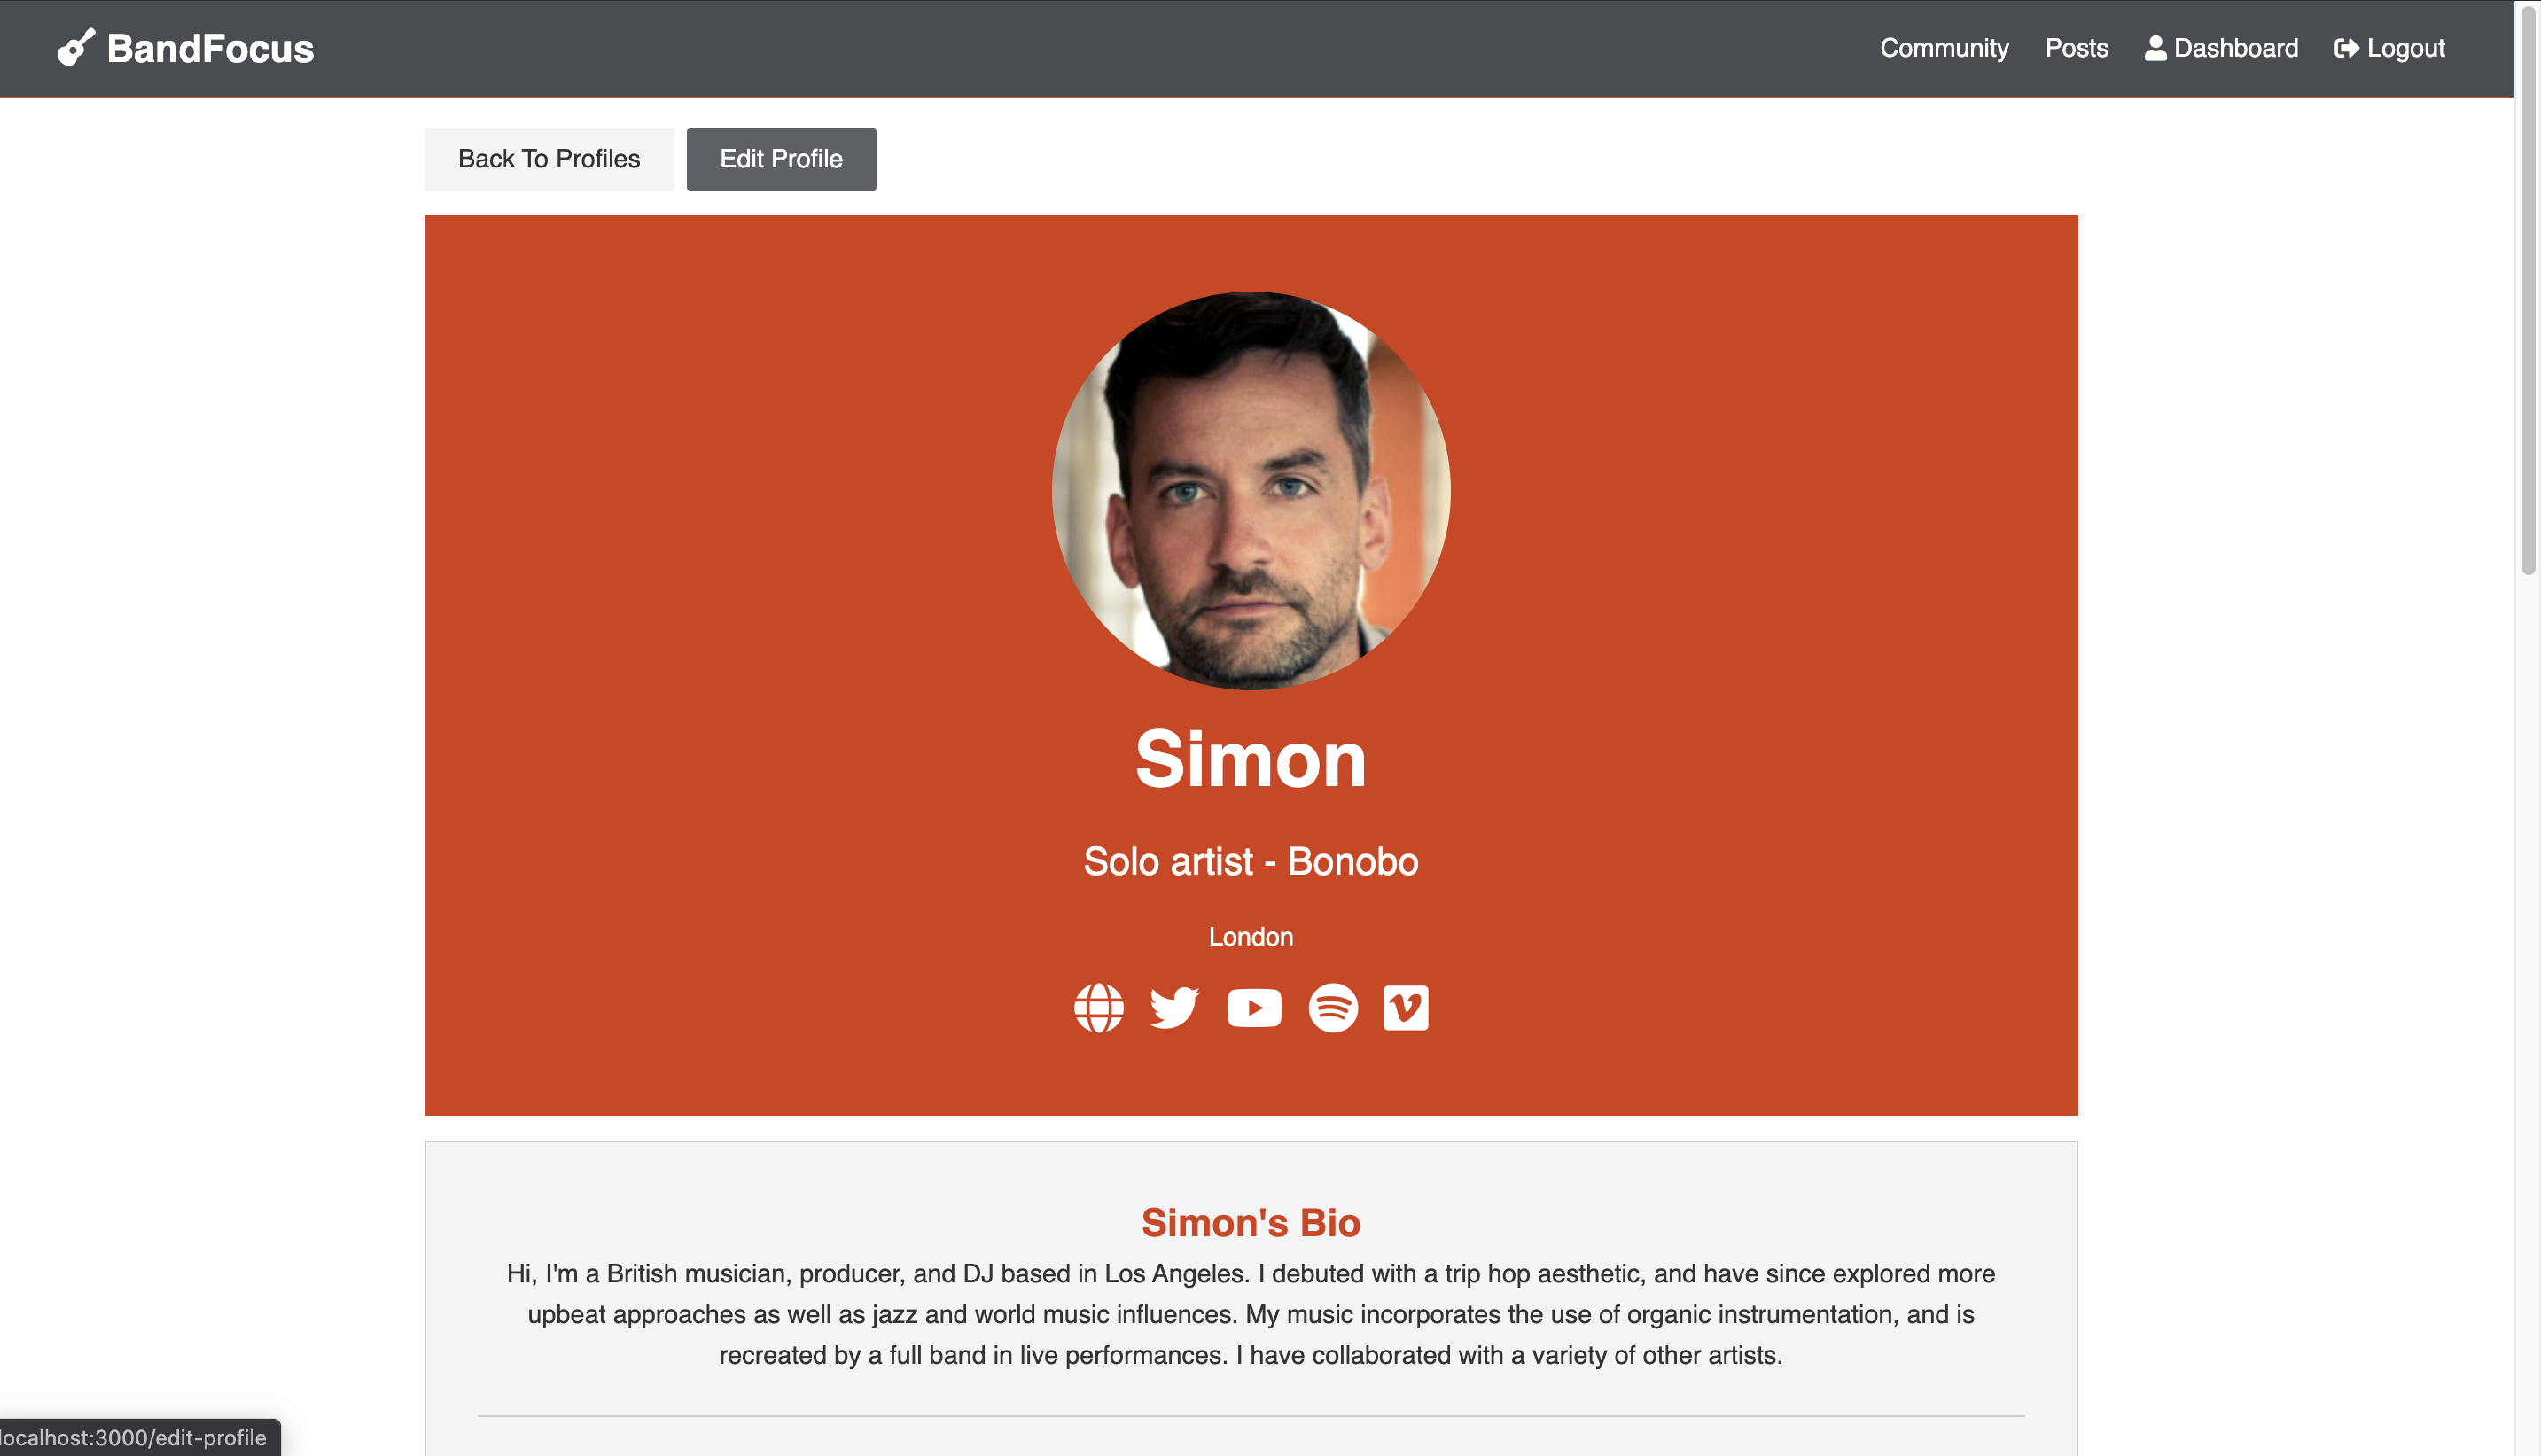 BandFocus
Community Posts Dashboard Logout
Back To Profiles Edit Profile
Simon
Solo artist - Bonobo
London
Simon's Bio
Hi, I'm a British musician, producer, and DJ based in Los Angeles. I debuted with a trip hop aesthetic, and have since explored more
upbeat approaches as well as jazz and world music influences. My music incorporates the use of organic instrumentation, and is
recreated by a full band in live performances. I have collaborated with a variety of other artists.
localhost:3000/edit-profile